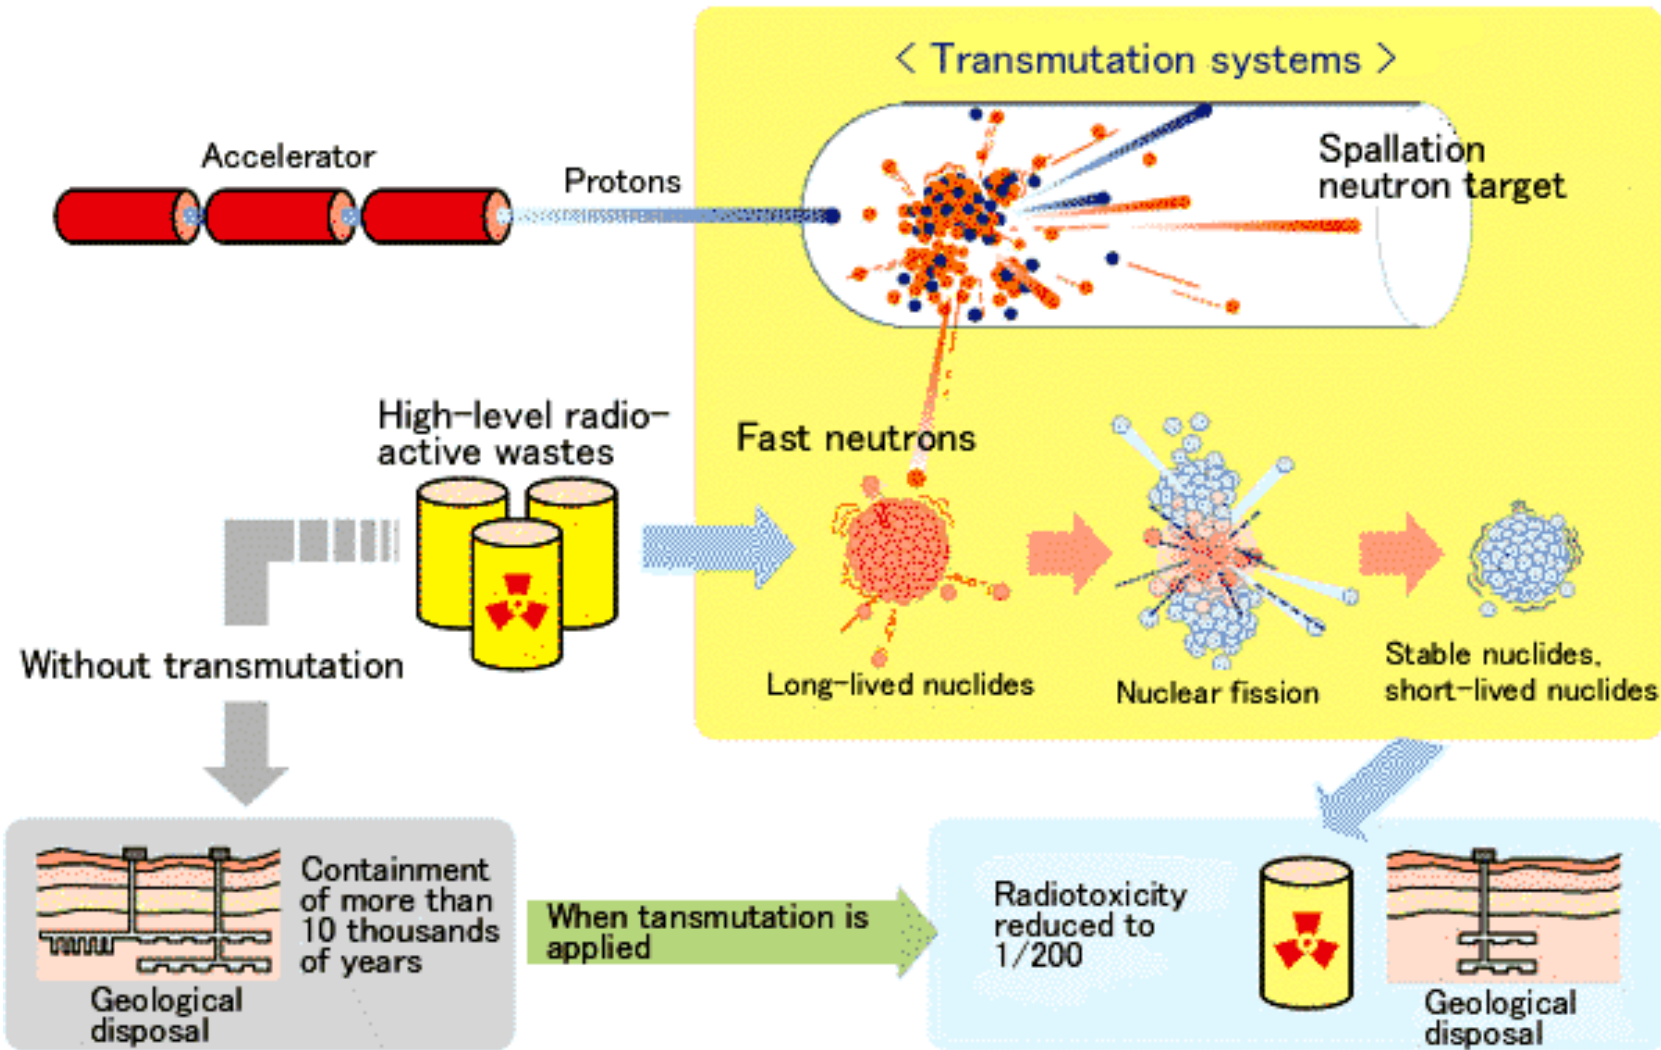 < Transmutation systems >
Accelerator
Protons
Spallation
neutron target
High-level radio-
active wastes
Fast neutrons
Without transmutation
Long-lived nuclides
Nuclear fission
Stable nuclides.
short-lived nuclides
Containment
of more than
10 thousands
of years
Geological
disposal
When tansmutation is
applied
Radiotoxicity
reduced to
1/200
Geological
disposal